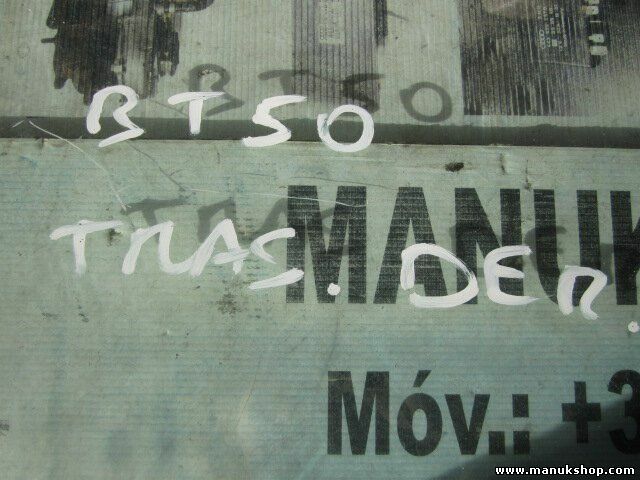 BT50
TRAS. DER.
MANUK
Móv.: +3
www.manukshop.com